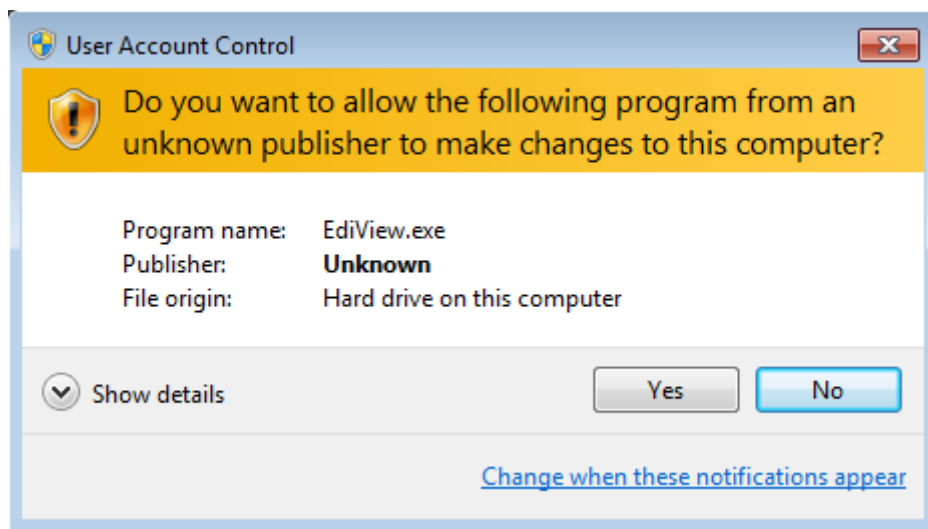 User Account Control
Do you want to allow the following program from an
unknown publisher to make changes to this computer?
Program name: EdiView.exe
Publisher: Unknown
File origin: Hard drive on this computer
Show details
Yes
No
Change when these notifications appear